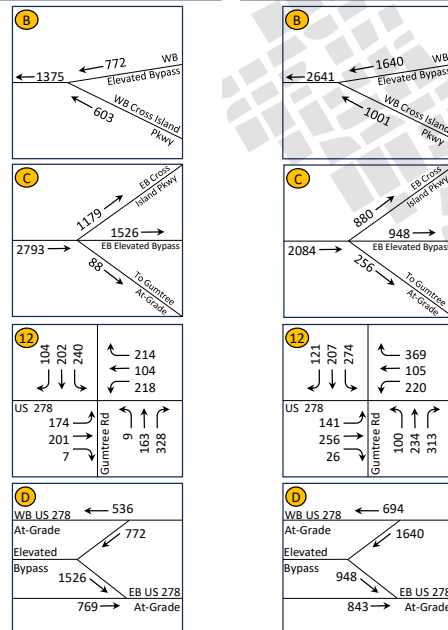 B
772
WB
1375
Elevated Bypass
603
WB Cross Island
Pkwy
B
1640
WB
2641
Elevated Bypass
1001
WB Cross Island
Pkwy
C
1179
EB Cross
Island Pkwy
1526
2793
EB Elevated Bypass
88
To Gumtree
At-Grade
C
880
EB Cross
Island Pkwy
948
2084
EB Elevated Bypass
256
To Gumtree
At-Grade
12
104 202 240
214
104
218
US 278
Gumtree Rd
174
201
7
9 163 328
12
121 207 274
369
105
220
US 278
Gumtree Rd
141
256
26
100 234 313
D
WB US 278
536
At-Grade
772
Elevated
Bypass
1526
EB US 278
769
At-Grade
D
WB US 278
694
At-Grade
1640
Elevated
Bypass
948
EB US 278
843
At-Grade